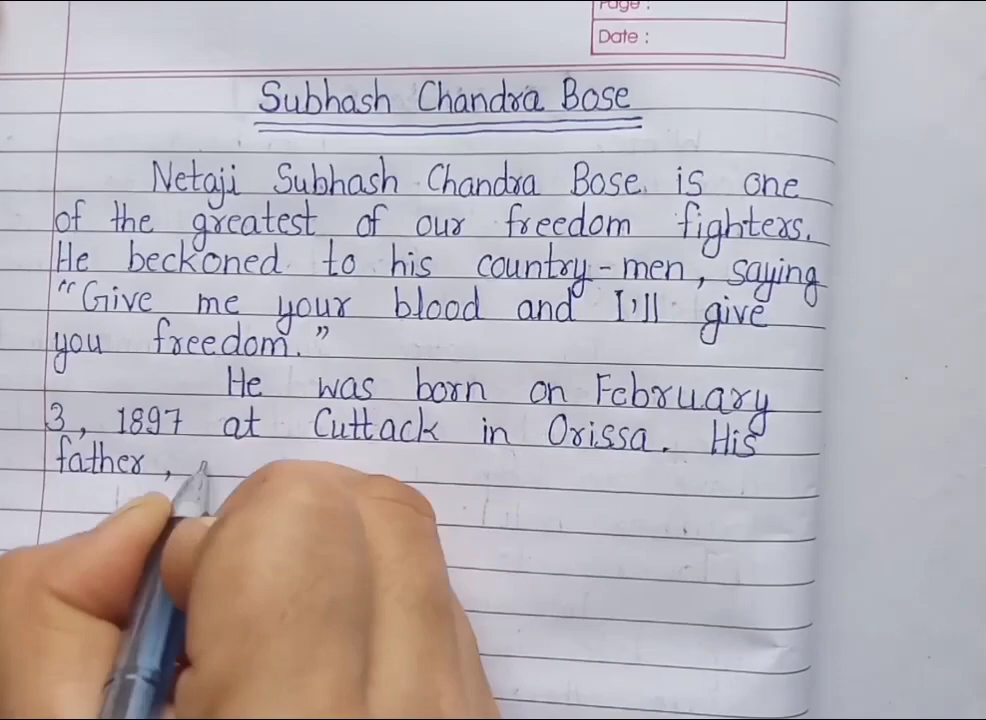 Page :
Date :
Subhash Chandra Bose
Netaji Subhash Chandra Bose is one
of the greatest of our freedom fighters.
He beckoned to his country-men, saying
"Give me your blood and I'll give
you freedom."
He was born on February
3, 1897 at Cuttack in Orissa. His
father,